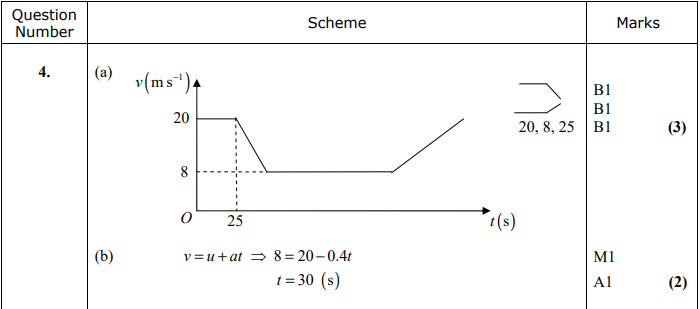 Question Number
Scheme
Marks
4.
(a)
v(m s⁻¹)
20
8
O
25
t(s)
20, 8, 25
B1
B1
B1 (3)
(b) v = u + at ⇒ 8 = 20 − 0.4t M1
t = 30 (s) A1 (2)